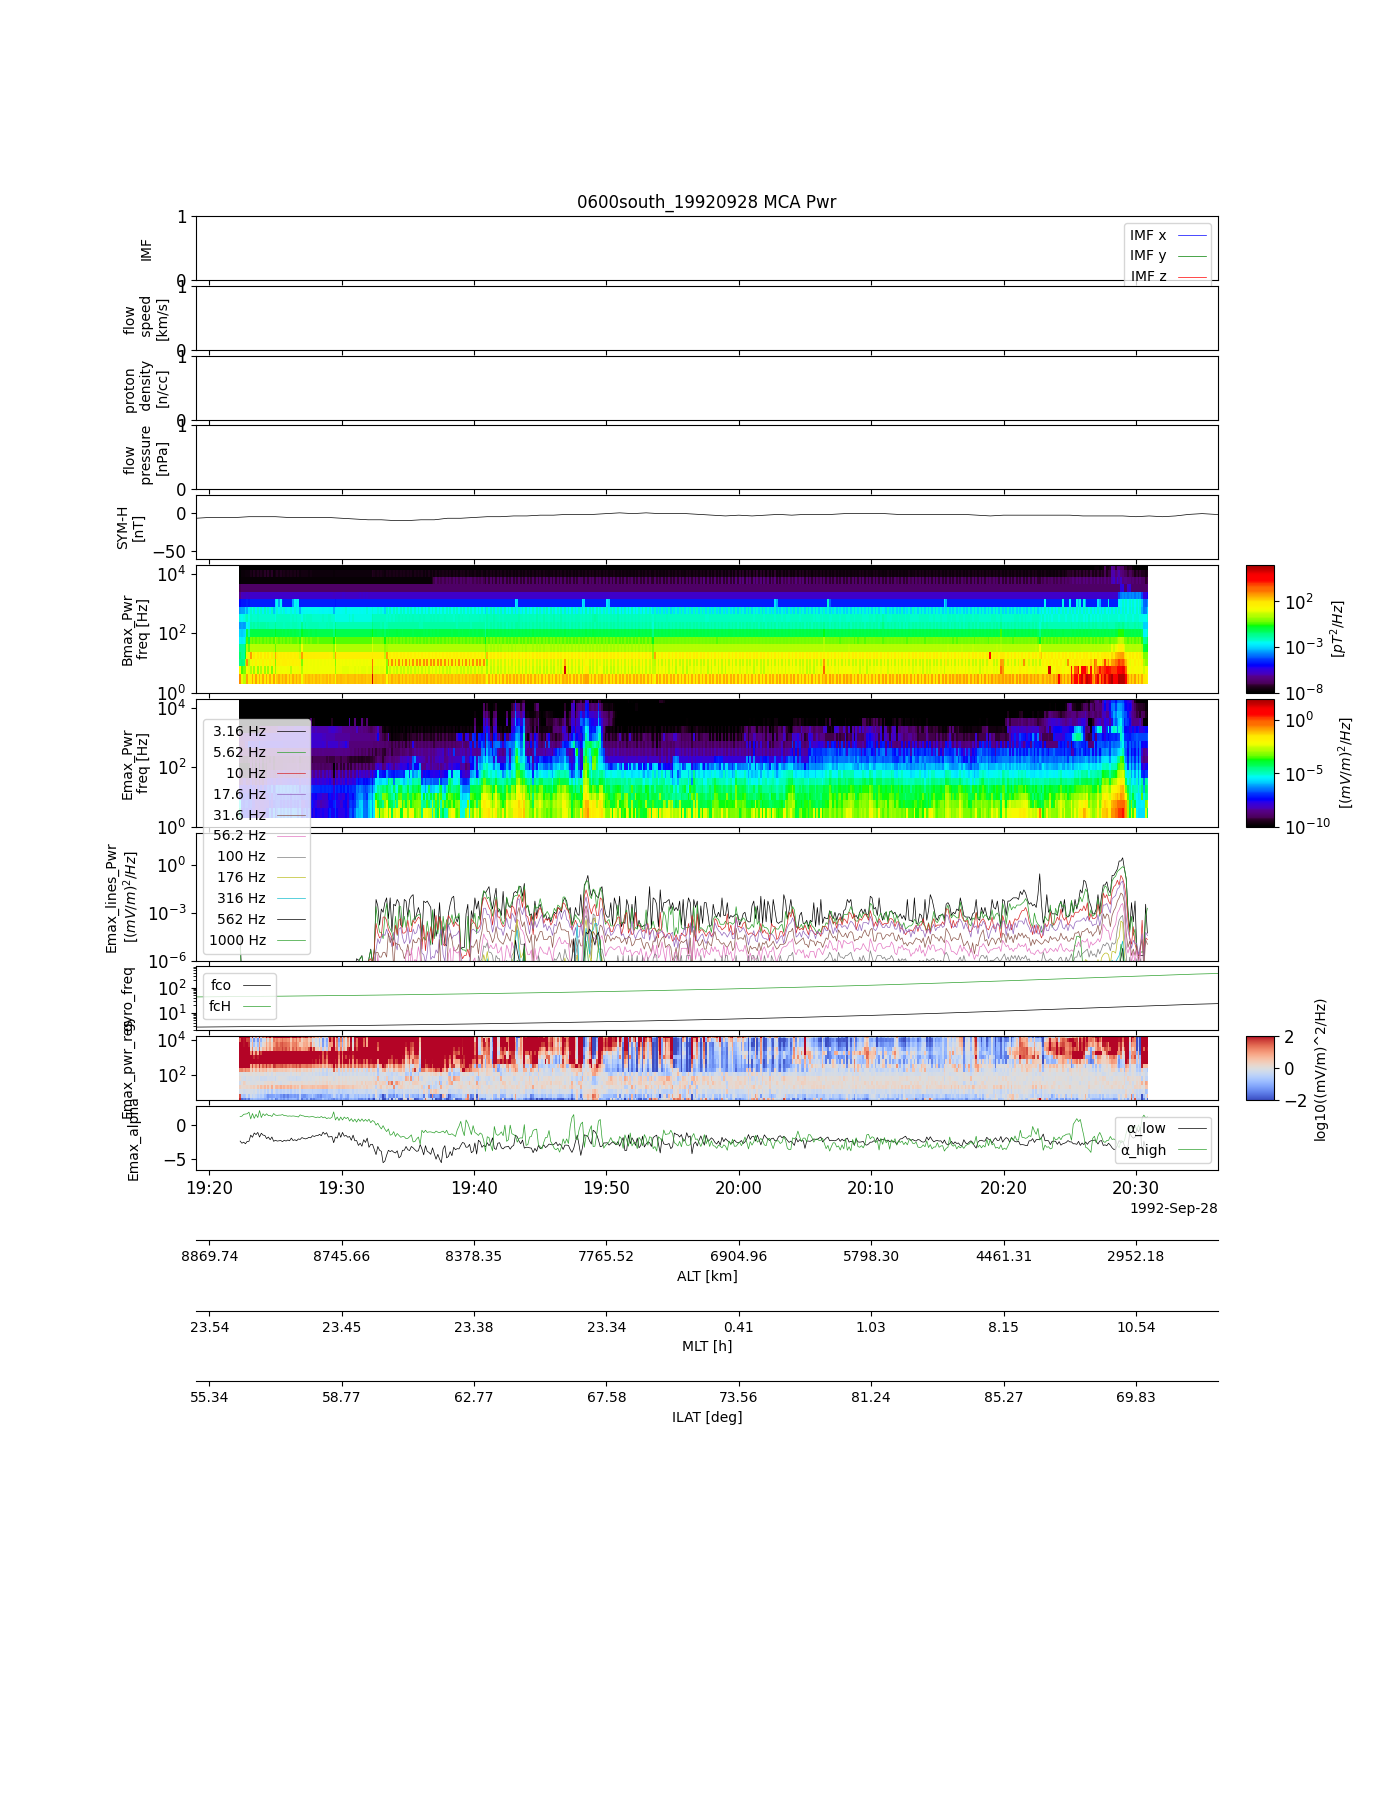 0600south_19920928 MCA Pwr
1
0
IMF
IMF x
IMF y
IMF z
1
0
flow
speed
[km/s]
1
0
proton
density
[n/cc]
1
0
flow
pressure
[nPa]
0
−50
SYM-H
[nT]
10^4
10^2
10^0
Bmax_Pwr
freq [Hz]
10^2
10^−3
10^−8
[pT^2/Hz]
10^4
10^2
10^0
Emax_Pwr
freq [Hz]
10^0
10^−5
10^−10
[(mV/m)^2/Hz]
3.16 Hz
5.62 Hz
10 Hz
17.6 Hz
31.6 Hz
56.2 Hz
100 Hz
176 Hz
316 Hz
562 Hz
1000 Hz
10^0
10^−3
10^−6
Emax_lines_Pwr
[(mV/m)^2/Hz]
10^2
10^1
gyro_freq
fco
fcH
10^4
10^2
Emax_pwr_reg
2
0
−2
log10((mV/m)^2/Hz)
0
−5
Emax_alpha
α_low
α_high
19:20 19:30 19:40 19:50 20:00 20:10 20:20 20:30
1992-Sep-28
8869.74 8745.66 8378.35 7765.52 6904.96 5798.30 4461.31 2952.18
ALT [km]
23.54 23.45 23.38 23.34 0.41 1.03 8.15 10.54
MLT [h]
55.34 58.77 62.77 67.58 73.56 81.24 85.27 69.83
ILAT [deg]